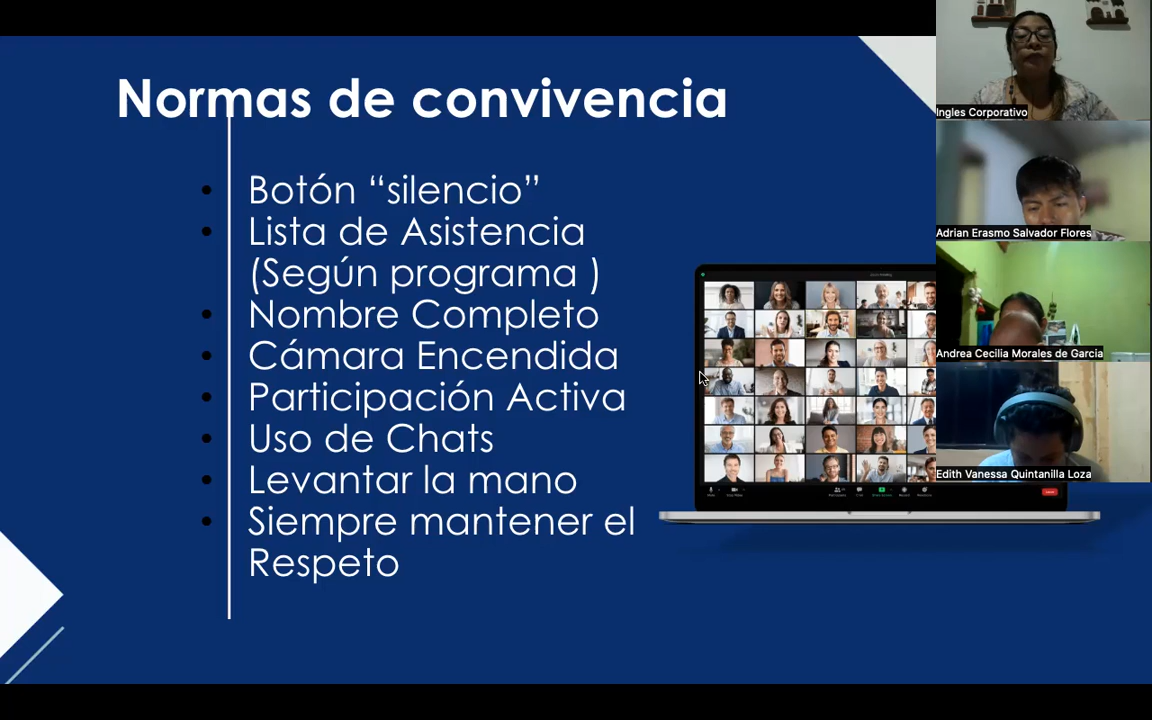 Normas de convivencia
• Botón “silencio”
• Lista de Asistencia
(Según programa )
• Nombre Completo
• Cámara Encendida
• Participación Activa
• Uso de Chats
• Levantar la mano
• Siempre mantener el
Respeto
Ingles Corporativo
Adrian Erasmo Salvador Flores
Andrea Cecilia Morales de Garcia
Edith Vanessa Quintanilla Loza